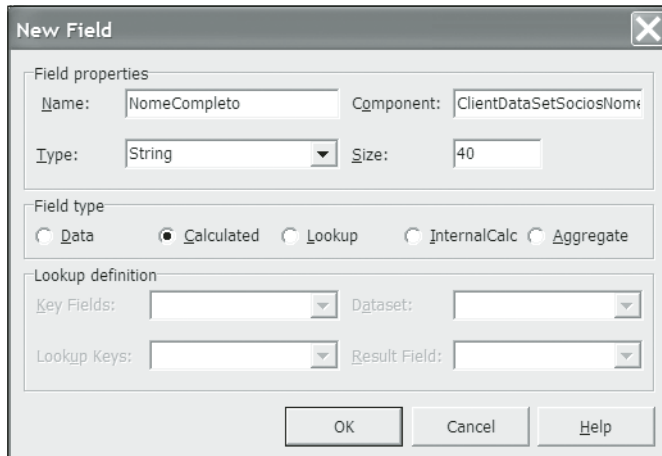 New Field
Field properties
Name: NomeCompleto Component: ClientDataSetSociosNome
Type: String Size: 40
Field type
Data Calculated Lookup InternalCalc Aggregate
Lookup definition
Key Fields: Dataset:
Lookup Keys: Result Field:
OK Cancel Help